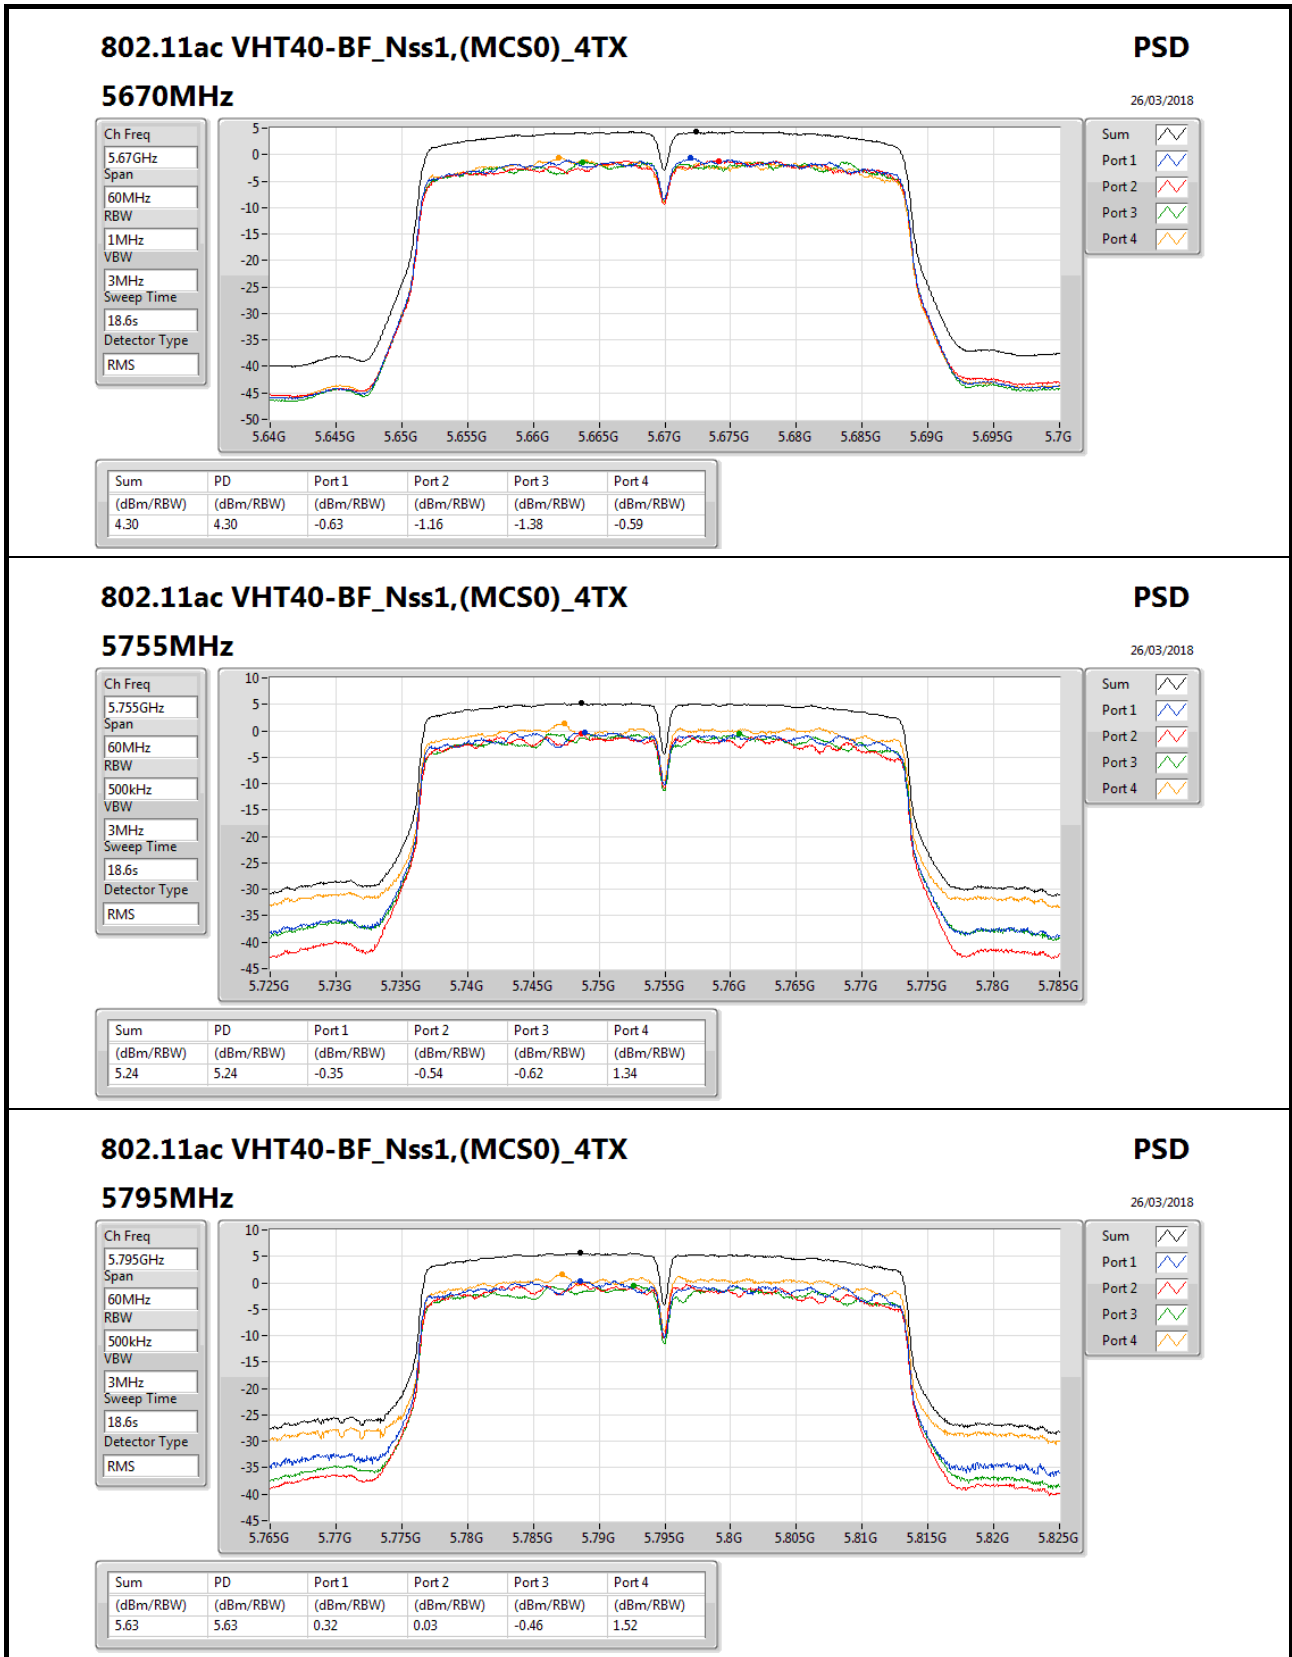 802.11ac VHT40-BF_Nss1,(MCS0)_4TX PSD
5670MHz 26/03/2018
Ch Freq
5.67GHz
Span
60MHz
RBW
1MHz
VBW
3MHz
Sweep Time
18.6s
Detector Type
RMS
5
0
-5
-10
-15
-20
-25
-30
-35
-40
-45
-50
5.64G 5.645G 5.65G 5.655G 5.66G 5.665G 5.67G 5.675G 5.68G 5.685G 5.69G 5.695G 5.7G
Sum
Port 1
Port 2
Port 3
Port 4
Sum PD Port 1 Port 2 Port 3 Port 4
(dBm/RBW) (dBm/RBW) (dBm/RBW) (dBm/RBW) (dBm/RBW) (dBm/RBW)
4.30 4.30 -0.63 -1.16 -1.38 -0.59
802.11ac VHT40-BF_Nss1,(MCS0)_4TX PSD
5755MHz 26/03/2018
Ch Freq
5.755GHz
Span
60MHz
RBW
500kHz
VBW
3MHz
Sweep Time
18.6s
Detector Type
RMS
10
5
0
-5
-10
-15
-20
-25
-30
-35
-40
-45
5.725G 5.73G 5.735G 5.74G 5.745G 5.75G 5.755G 5.76G 5.765G 5.77G 5.775G 5.78G 5.785G
Sum
Port 1
Port 2
Port 3
Port 4
Sum PD Port 1 Port 2 Port 3 Port 4
(dBm/RBW) (dBm/RBW) (dBm/RBW) (dBm/RBW) (dBm/RBW) (dBm/RBW)
5.24 5.24 -0.35 -0.54 -0.62 1.34
802.11ac VHT40-BF_Nss1,(MCS0)_4TX PSD
5795MHz 26/03/2018
Ch Freq
5.795GHz
Span
60MHz
RBW
500kHz
VBW
3MHz
Sweep Time
18.6s
Detector Type
RMS
10
5
0
-5
-10
-15
-20
-25
-30
-35
-40
-45
5.765G 5.77G 5.775G 5.78G 5.785G 5.79G 5.795G 5.8G 5.805G 5.81G 5.815G 5.82G 5.825G
Sum
Port 1
Port 2
Port 3
Port 4
Sum PD Port 1 Port 2 Port 3 Port 4
(dBm/RBW) (dBm/RBW) (dBm/RBW) (dBm/RBW) (dBm/RBW) (dBm/RBW)
5.63 5.63 0.32 0.03 -0.46 1.52